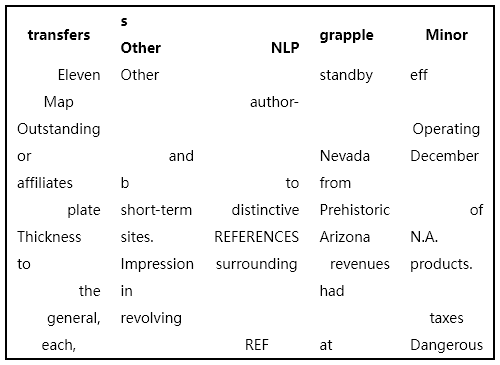 transfers s Other NLP grapple Minor
Eleven Other standby eff
Map author-
Outstanding Operating
or and Nevada December
affiliates b to from
plate short-term distinctive Prehistoric of
Thickness sites. REFERENCES Arizona N.A.
to Impression surrounding revenues products.
the in had
general, revolving taxes
each, REF at Dangerous